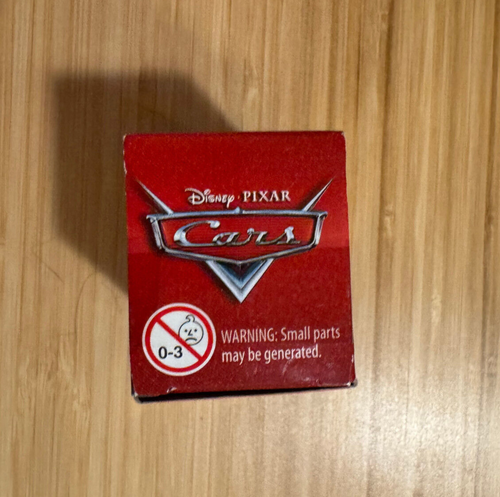 Disney · PIXAR
Cars
0-3
WARNING: Small parts
may be generated.